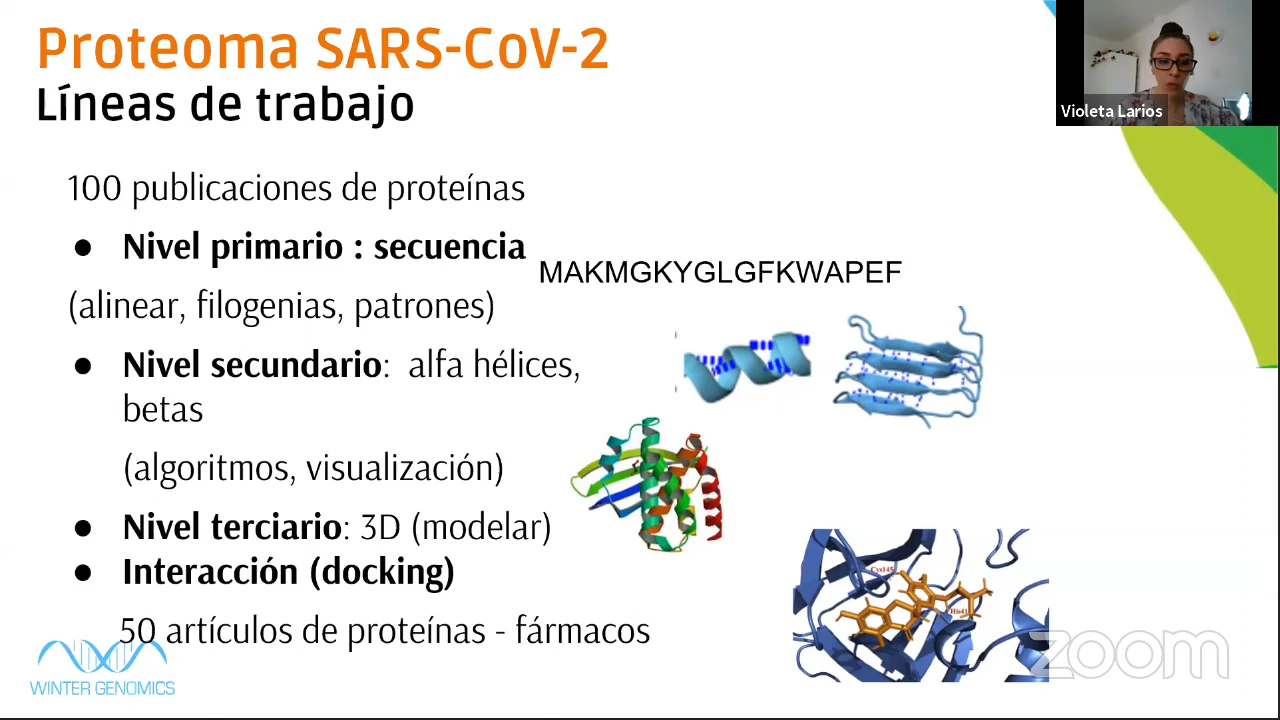 Proteoma SARS-CoV-2
Líneas de trabajo
Violeta Larios
100 publicaciones de proteínas
● Nivel primario : secuencia
MAKMGKYGLGFKWAPEF
(alinear, filogenias, patrones)
● Nivel secundario: alfa hélices,
betas
(algoritmos, visualización)
● Nivel terciario: 3D (modelar)
● Interacción (docking)
Cys145
His41
50 artículos de proteínas - fármacos
WINTER GENOMICS
zoom